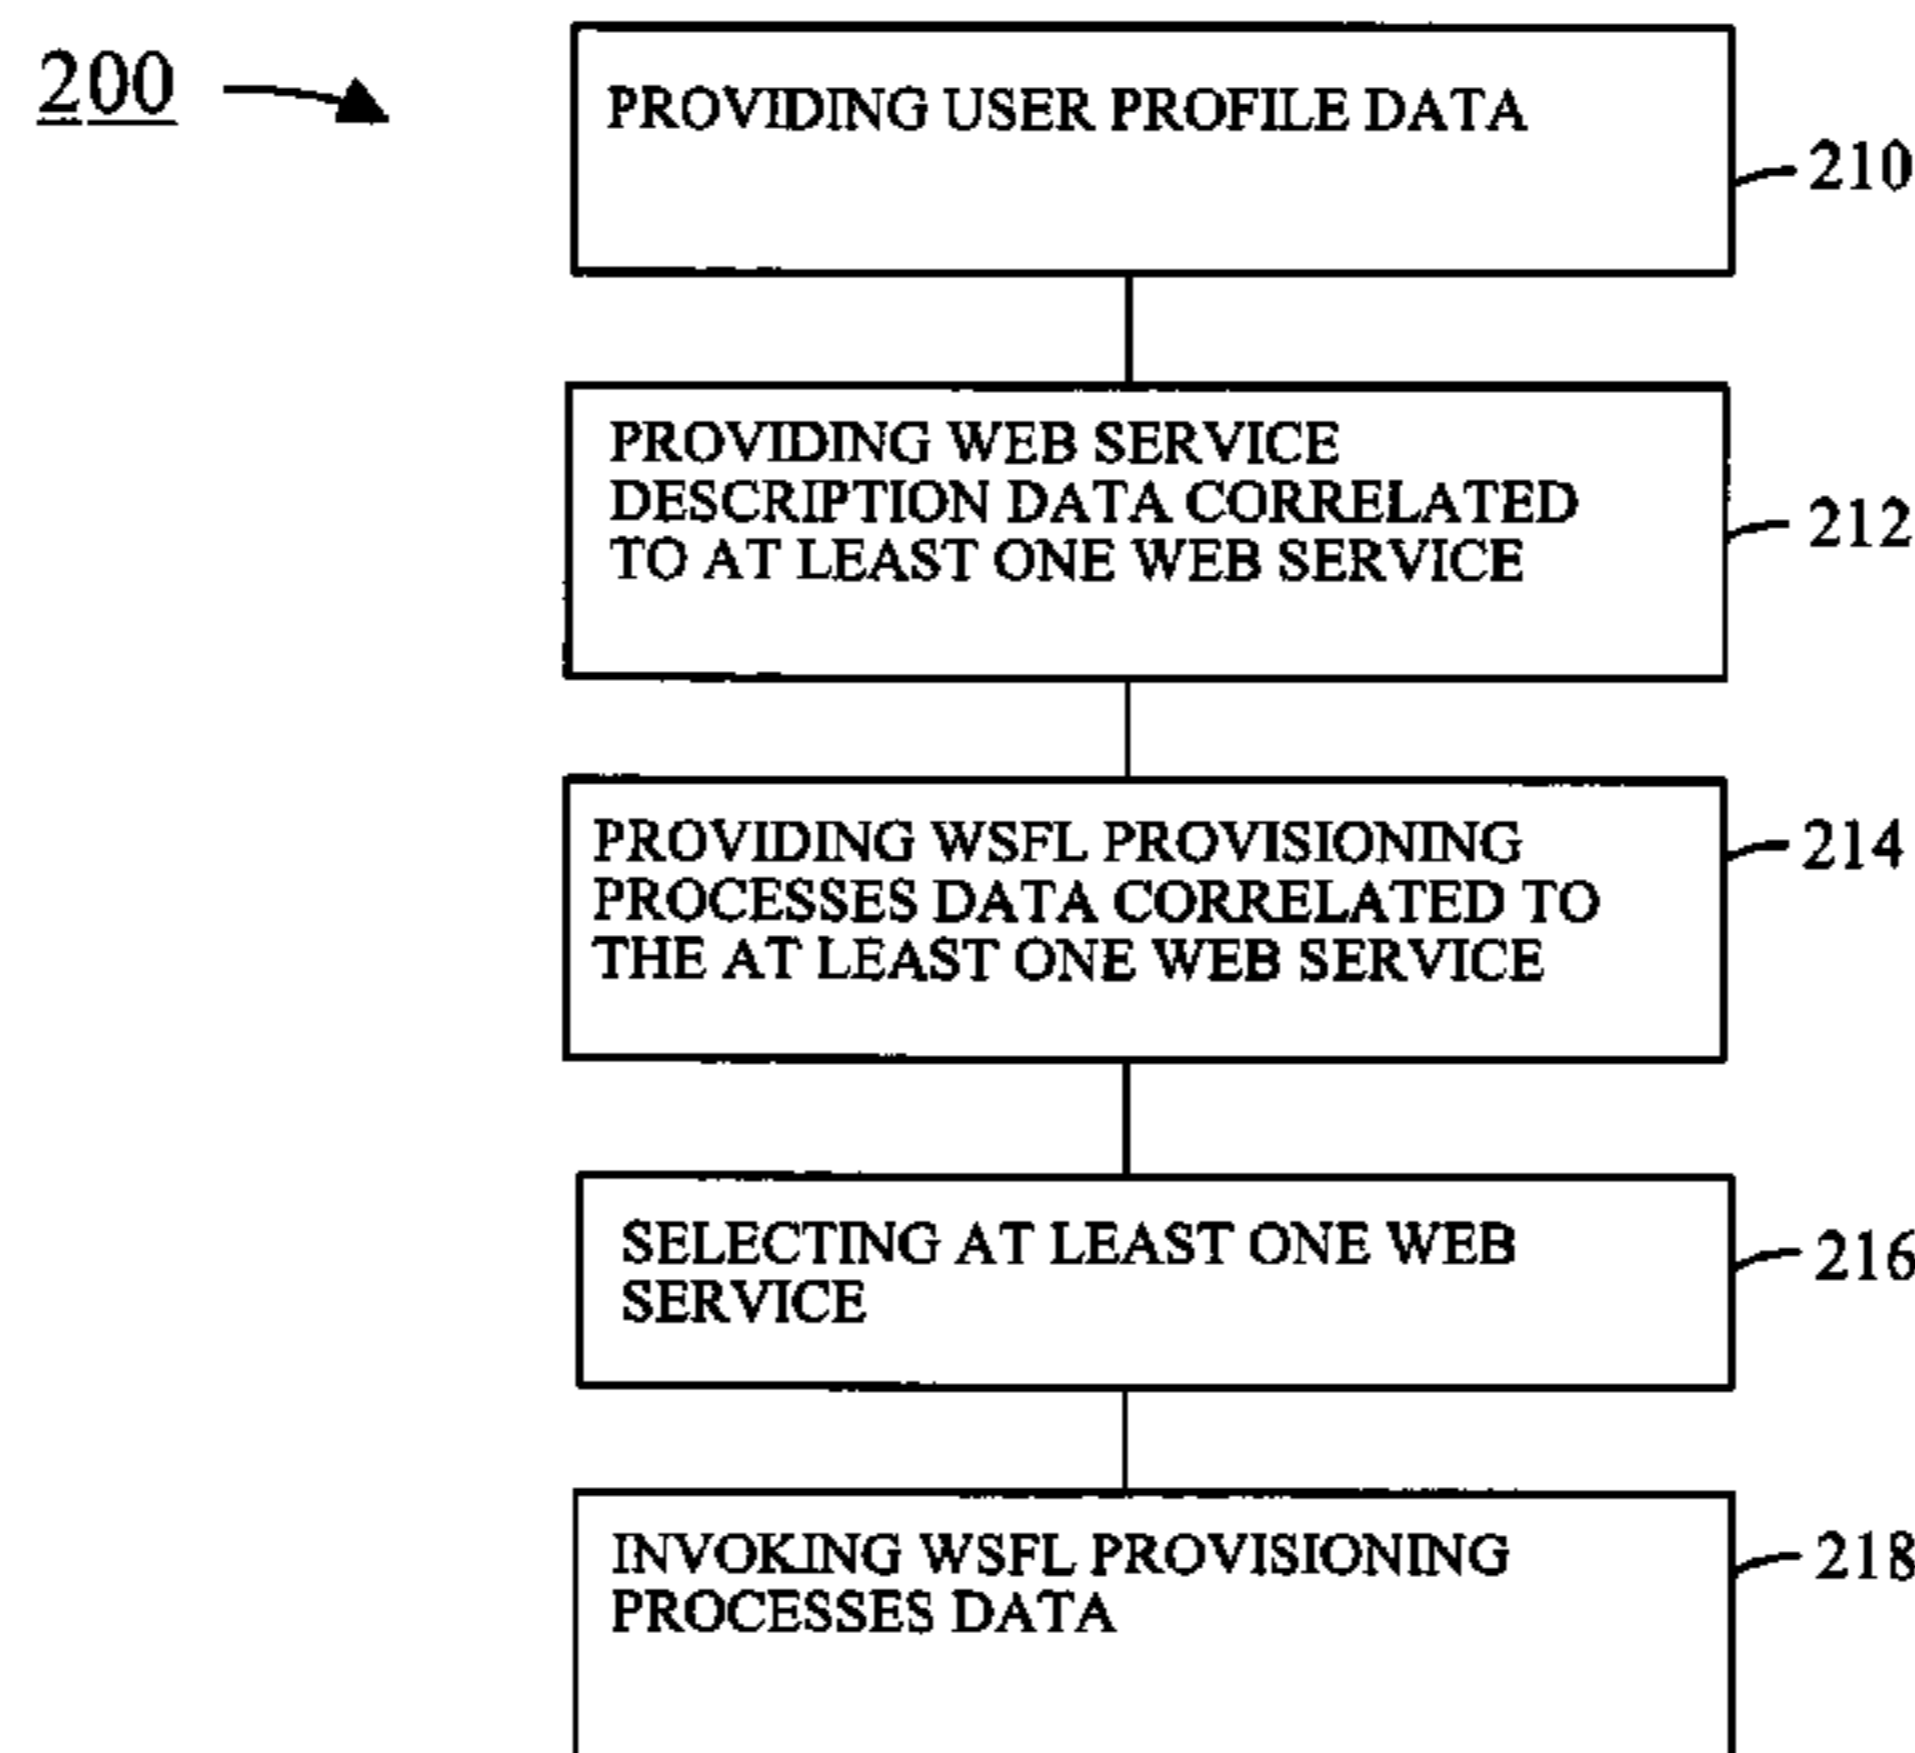 200
PROVIDING USER PROFILE DATA
210
PROVIDING WEB SERVICE
DESCRIPTION DATA CORRELATED
TO AT LEAST ONE WEB SERVICE
212
PROVIDING WSFL PROVISIONING
PROCESSES DATA CORRELATED TO
THE AT LEAST ONE WEB SERVICE
214
SELECTING AT LEAST ONE WEB
SERVICE
216
INVOKING WSFL PROVISIONING
PROCESSES DATA
218